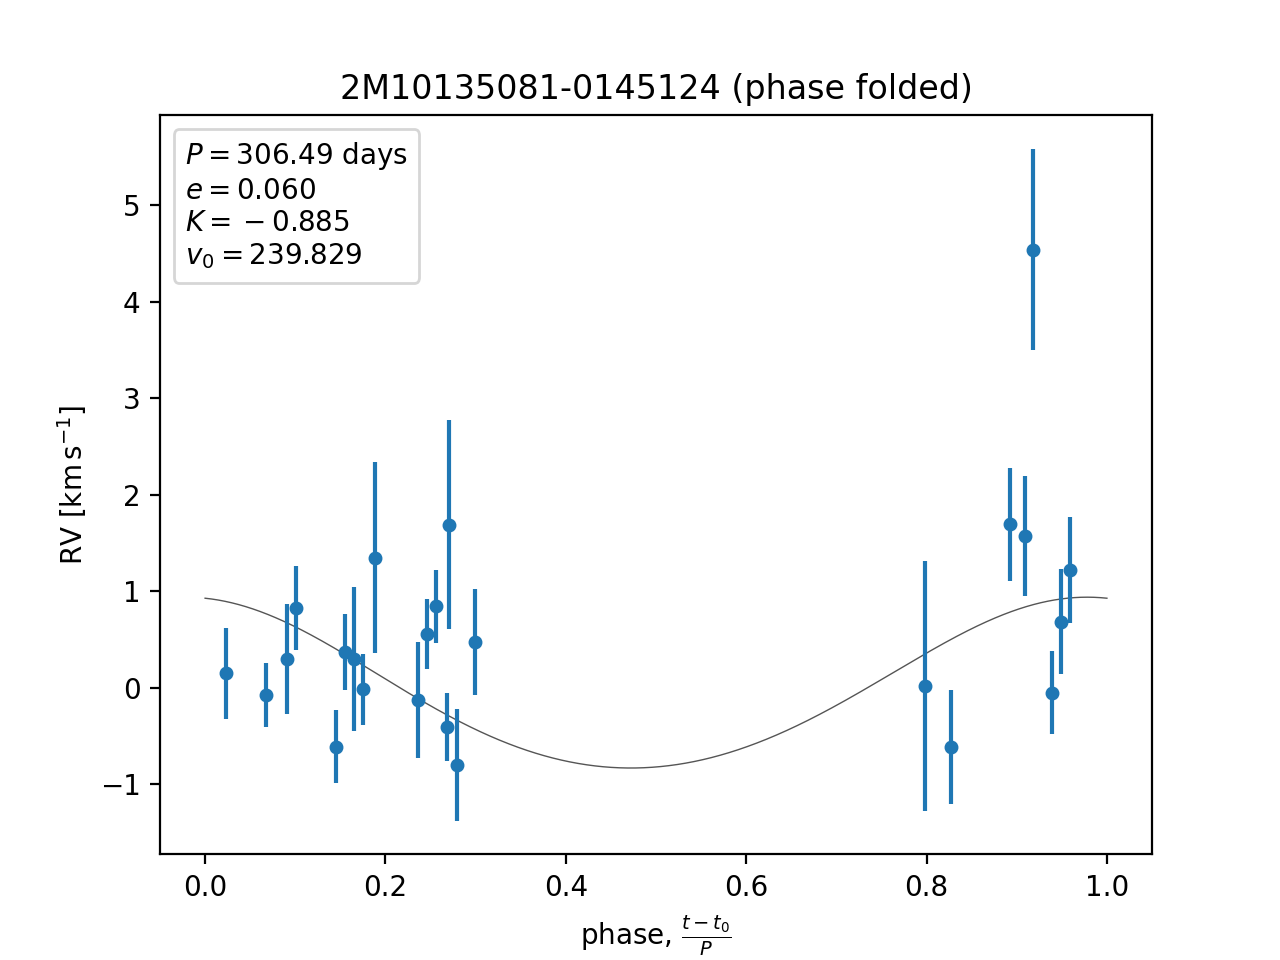 2M10135081-0145124 (phase folded)
P = 306.49 days
e = 0.060
K = −0.885
v₀ = 239.829
RV [km s⁻¹]
5
4
3
2
1
0
−1
0.0 0.2 0.4 0.6 0.8 1.0
phase, (t − t₀)/P